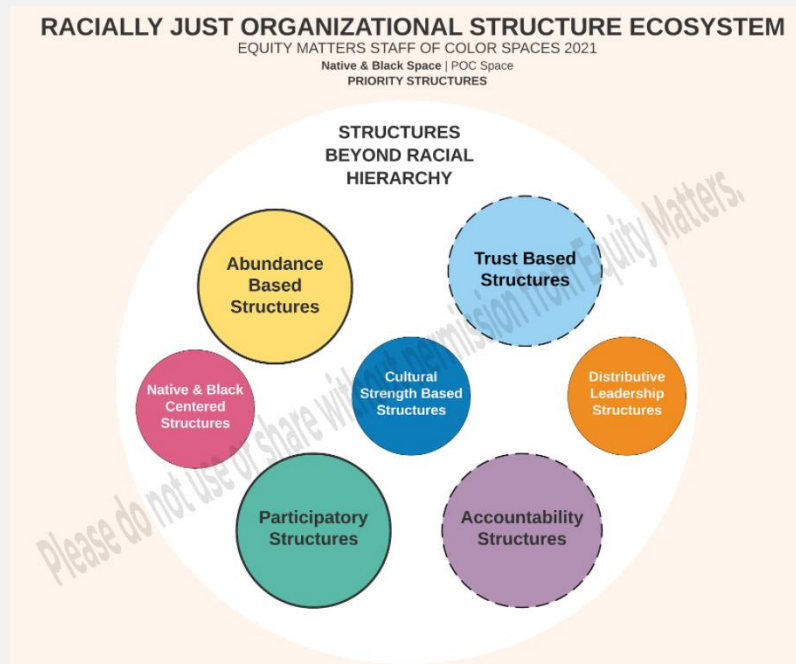 RACIALLY JUST ORGANIZATIONAL STRUCTURE ECOSYSTEM
EQUITY MATTERS STAFF OF COLOR SPACES 2021
Native & Black Space | POC Space
PRIORITY STRUCTURES
STRUCTURES
BEYOND RACIAL
HIERARCHY
Abundance
Based
Structures
Trust Based
Structures
Native & Black
Centered
Structures
Cultural
Strength Based
Structures
Distributive
Leadership
Structures
Participatory
Structures
Accountability
Structures
Please do not use or share without permission from Equity Matters.